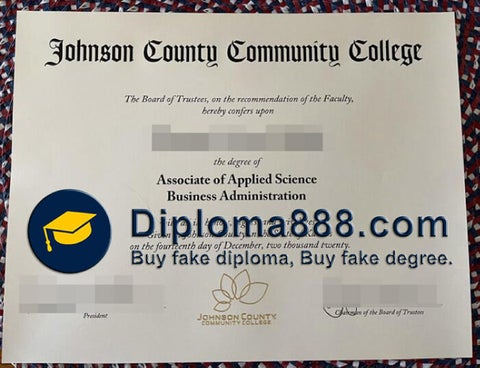 Johnson County Community College
The Board of Trustees, on the recommendation of the Faculty,
hereby confers upon
the degree of
Associate of Applied Science
Business Administration
Diploma888.com
Buy fake diploma, Buy fake degree.
on the fourteenth day of December, two thousand twenty.
President
JOHNSON COUNTY
COMMUNITY COLLEGE
Chairman of the Board of Trustees